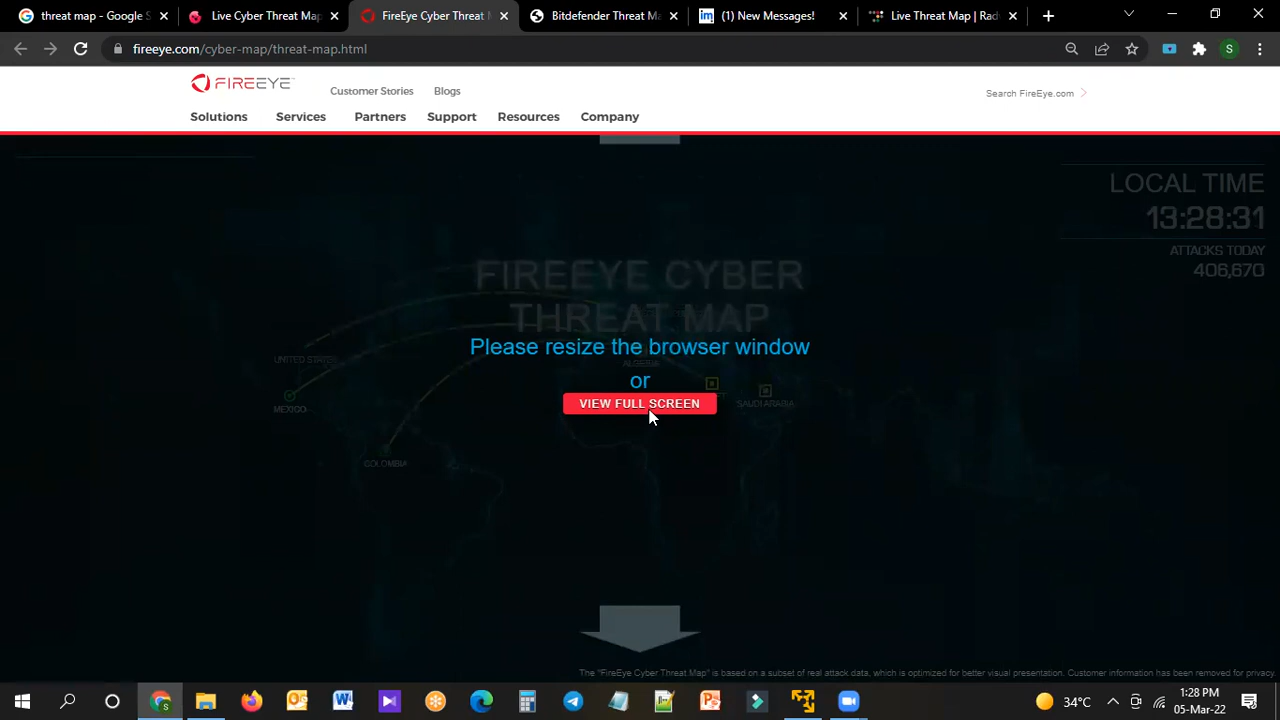 threat map - Google S
Live Cyber Threat Map
FireEye Cyber Threat M
Bitdefender Threat Ma
im
(1) New Messages!
Live Threat Map | Rad
fireeye.com/cyber-map/threat-map.html
S
FIREEYE
Customer Stories
Blogs
Search FireEye.com
Solutions
Services
Partners
Support
Resources
Company
LOCAL TIME
13:28:31
ATTACKS TODAY
406,670
FIREEYE CYBER
THREAT MAP
Please resize the browser window
or
VIEW FULL SCREEN
UNITED STATES
ALGERIA
MEXICO
SAUDI ARABIA
COLOMBIA
The "FireEye Cyber Threat Map" is based on a subset of real attack data, which is optimized for better visual presentation. Customer information has been removed for privacy
34°C
1:28 PM
05-Mar-22